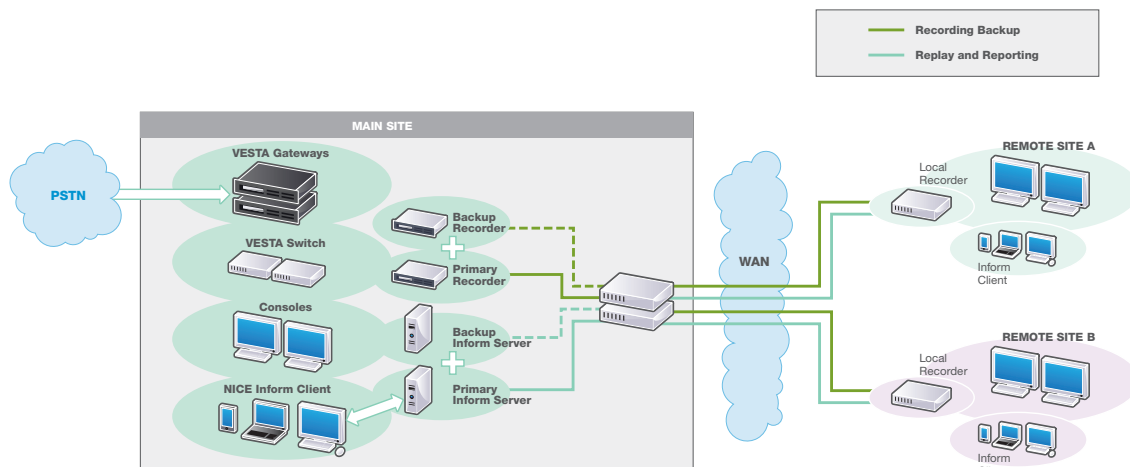 Recording Backup
Replay and Reporting
MAIN SITE
VESTA Gateways
PSTN
Backup
Recorder
VESTA Switch
Primary
Recorder
Consoles
Backup
Inform Server
NICE Inform Client
Primary
Inform Server
WAN
REMOTE SITE A
Local
Recorder
Inform
Client
REMOTE SITE B
Local
Recorder
Inform